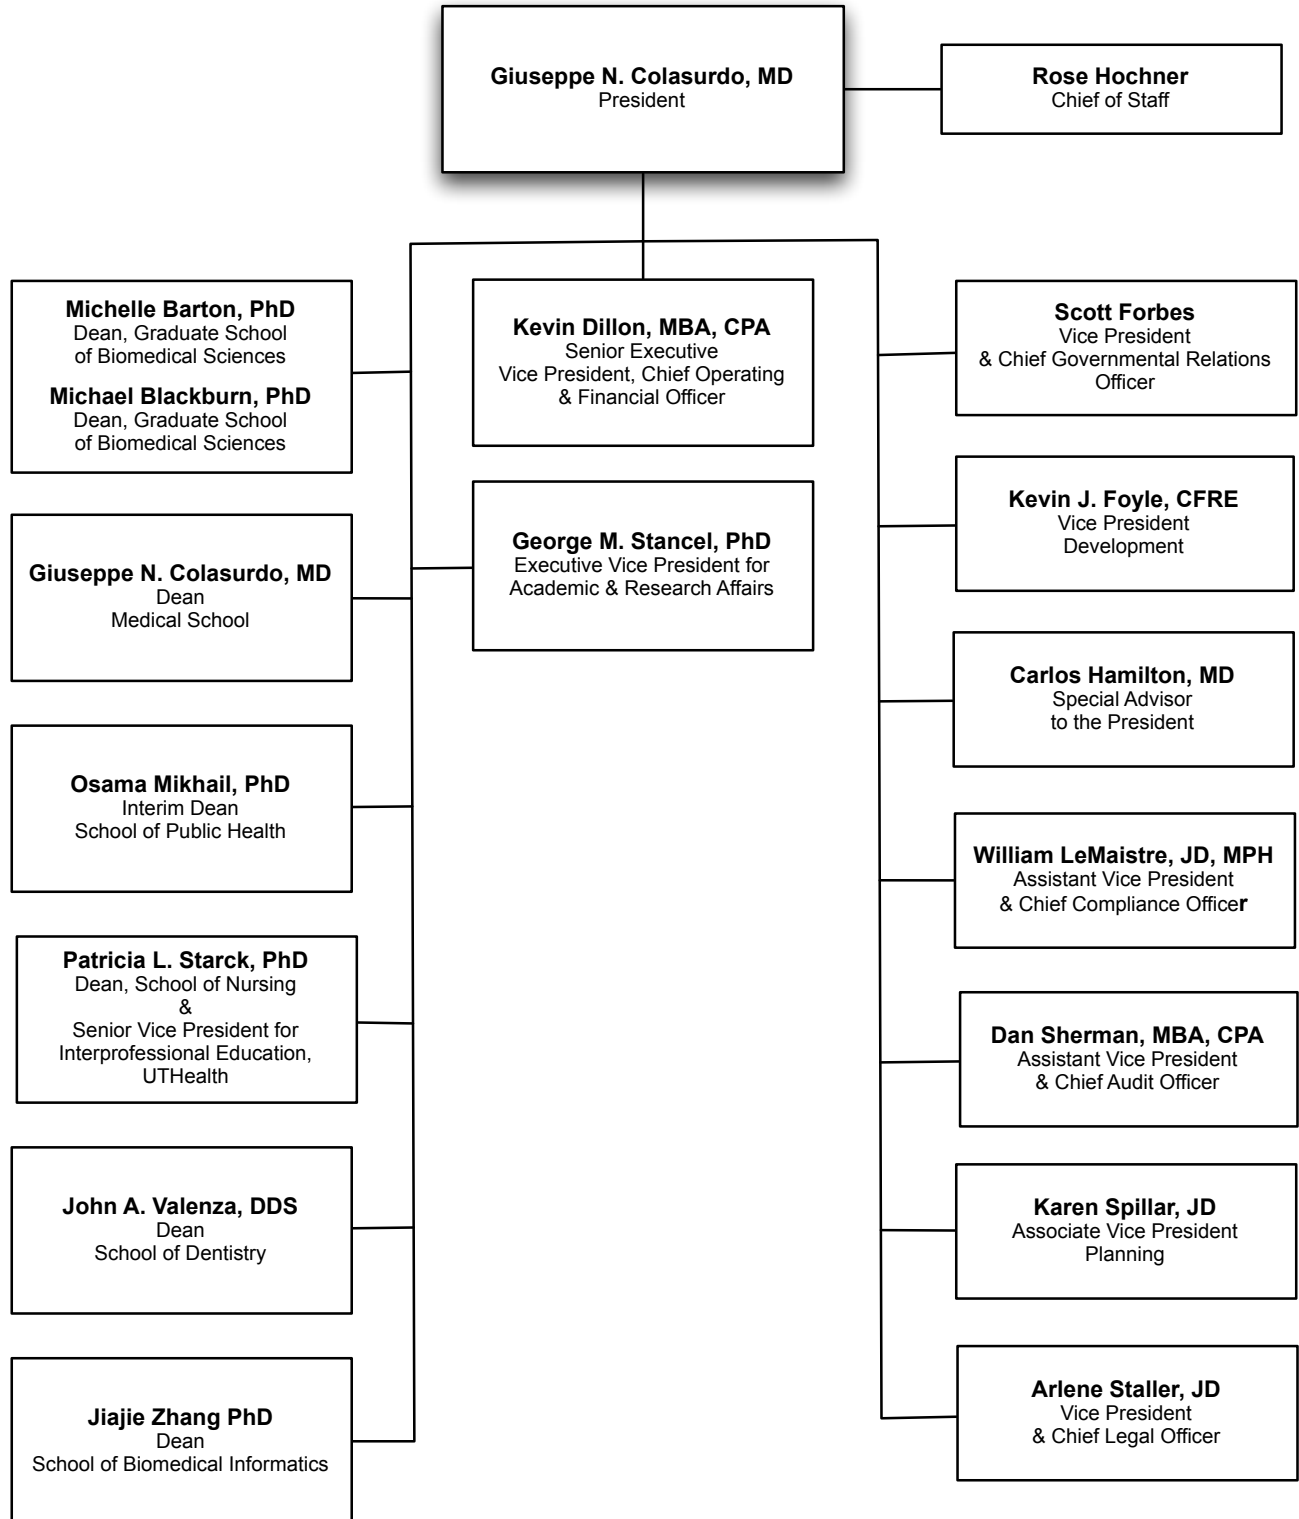 Giuseppe N. Colasurdo, MD
President
Rose Hochner
Chief of Staff
Michelle Barton, PhD
Dean, Graduate School
of Biomedical Sciences
Michael Blackburn, PhD
Dean, Graduate School
of Biomedical Sciences
Giuseppe N. Colasurdo, MD
Dean
Medical School
Osama Mikhail, PhD
Interim Dean
School of Public Health
Patricia L. Starck, PhD
Dean, School of Nursing
&
Senior Vice President for
Interprofessional Education,
UTHealth
John A. Valenza, DDS
Dean
School of Dentistry
Jiajie Zhang PhD
Dean
School of Biomedical Informatics
Kevin Dillon, MBA, CPA
Senior Executive
Vice President, Chief Operating
& Financial Officer
George M. Stancel, PhD
Executive Vice President for
Academic & Research Affairs
Scott Forbes
Vice President
& Chief Governmental Relations
Officer
Kevin J. Foyle, CFRE
Vice President
Development
Carlos Hamilton, MD
Special Advisor
to the President
William LeMaistre, JD, MPH
Assistant Vice President
& Chief Compliance Officer
Dan Sherman, MBA, CPA
Assistant Vice President
& Chief Audit Officer
Karen Spillar, JD
Associate Vice President
Planning
Arlene Staller, JD
Vice President
& Chief Legal Officer